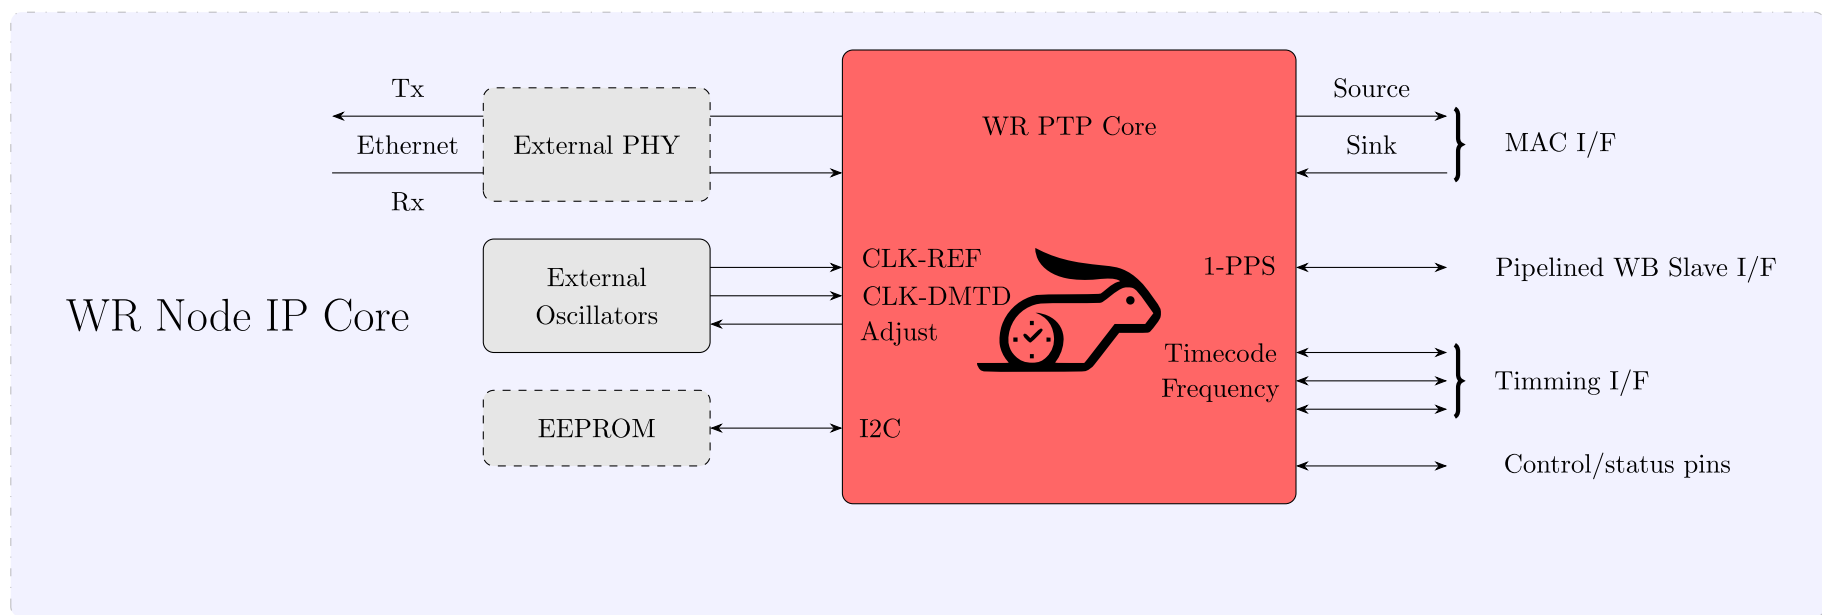 Tx
Ethernet
Rx
External PHY
WR PTP Core
Source
Sink
MAC I/F
WR Node IP Core
External
Oscillators
CLK-REF
CLK-DMTD
Adjust
1-PPS
Pipelined WB Slave I/F
Timecode
Frequency
Timming I/F
EEPROM
I2C
Control/status pins